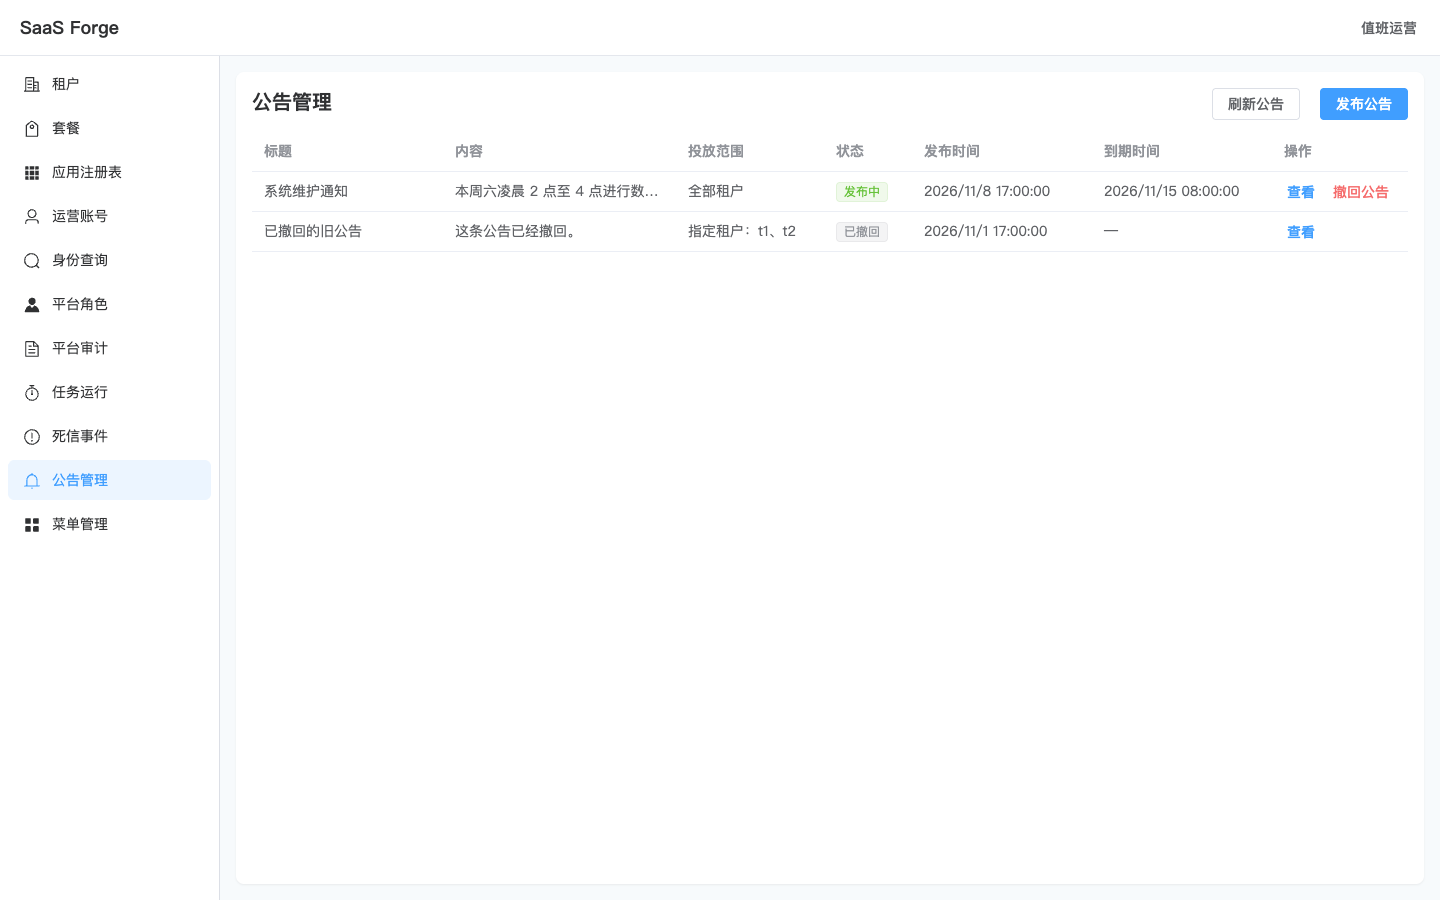 SaaS Forge
值班运营
租户
套餐
应用注册表
运营账号
身份查询
平台角色
平台审计
任务运行
死信事件
公告管理
菜单管理
公告管理
刷新公告
发布公告
标题 内容 投放范围 状态 发布时间 到期时间 操作
系统维护通知 本周六凌晨 2 点至 4 点进行数... 全部租户 发布中 2026/11/8 17:00:00 2026/11/15 08:00:00 查看 撤回公告
已撤回的旧公告 这条公告已经撤回。 指定租户：t1、t2 已撤回 2026/11/1 17:00:00 — 查看